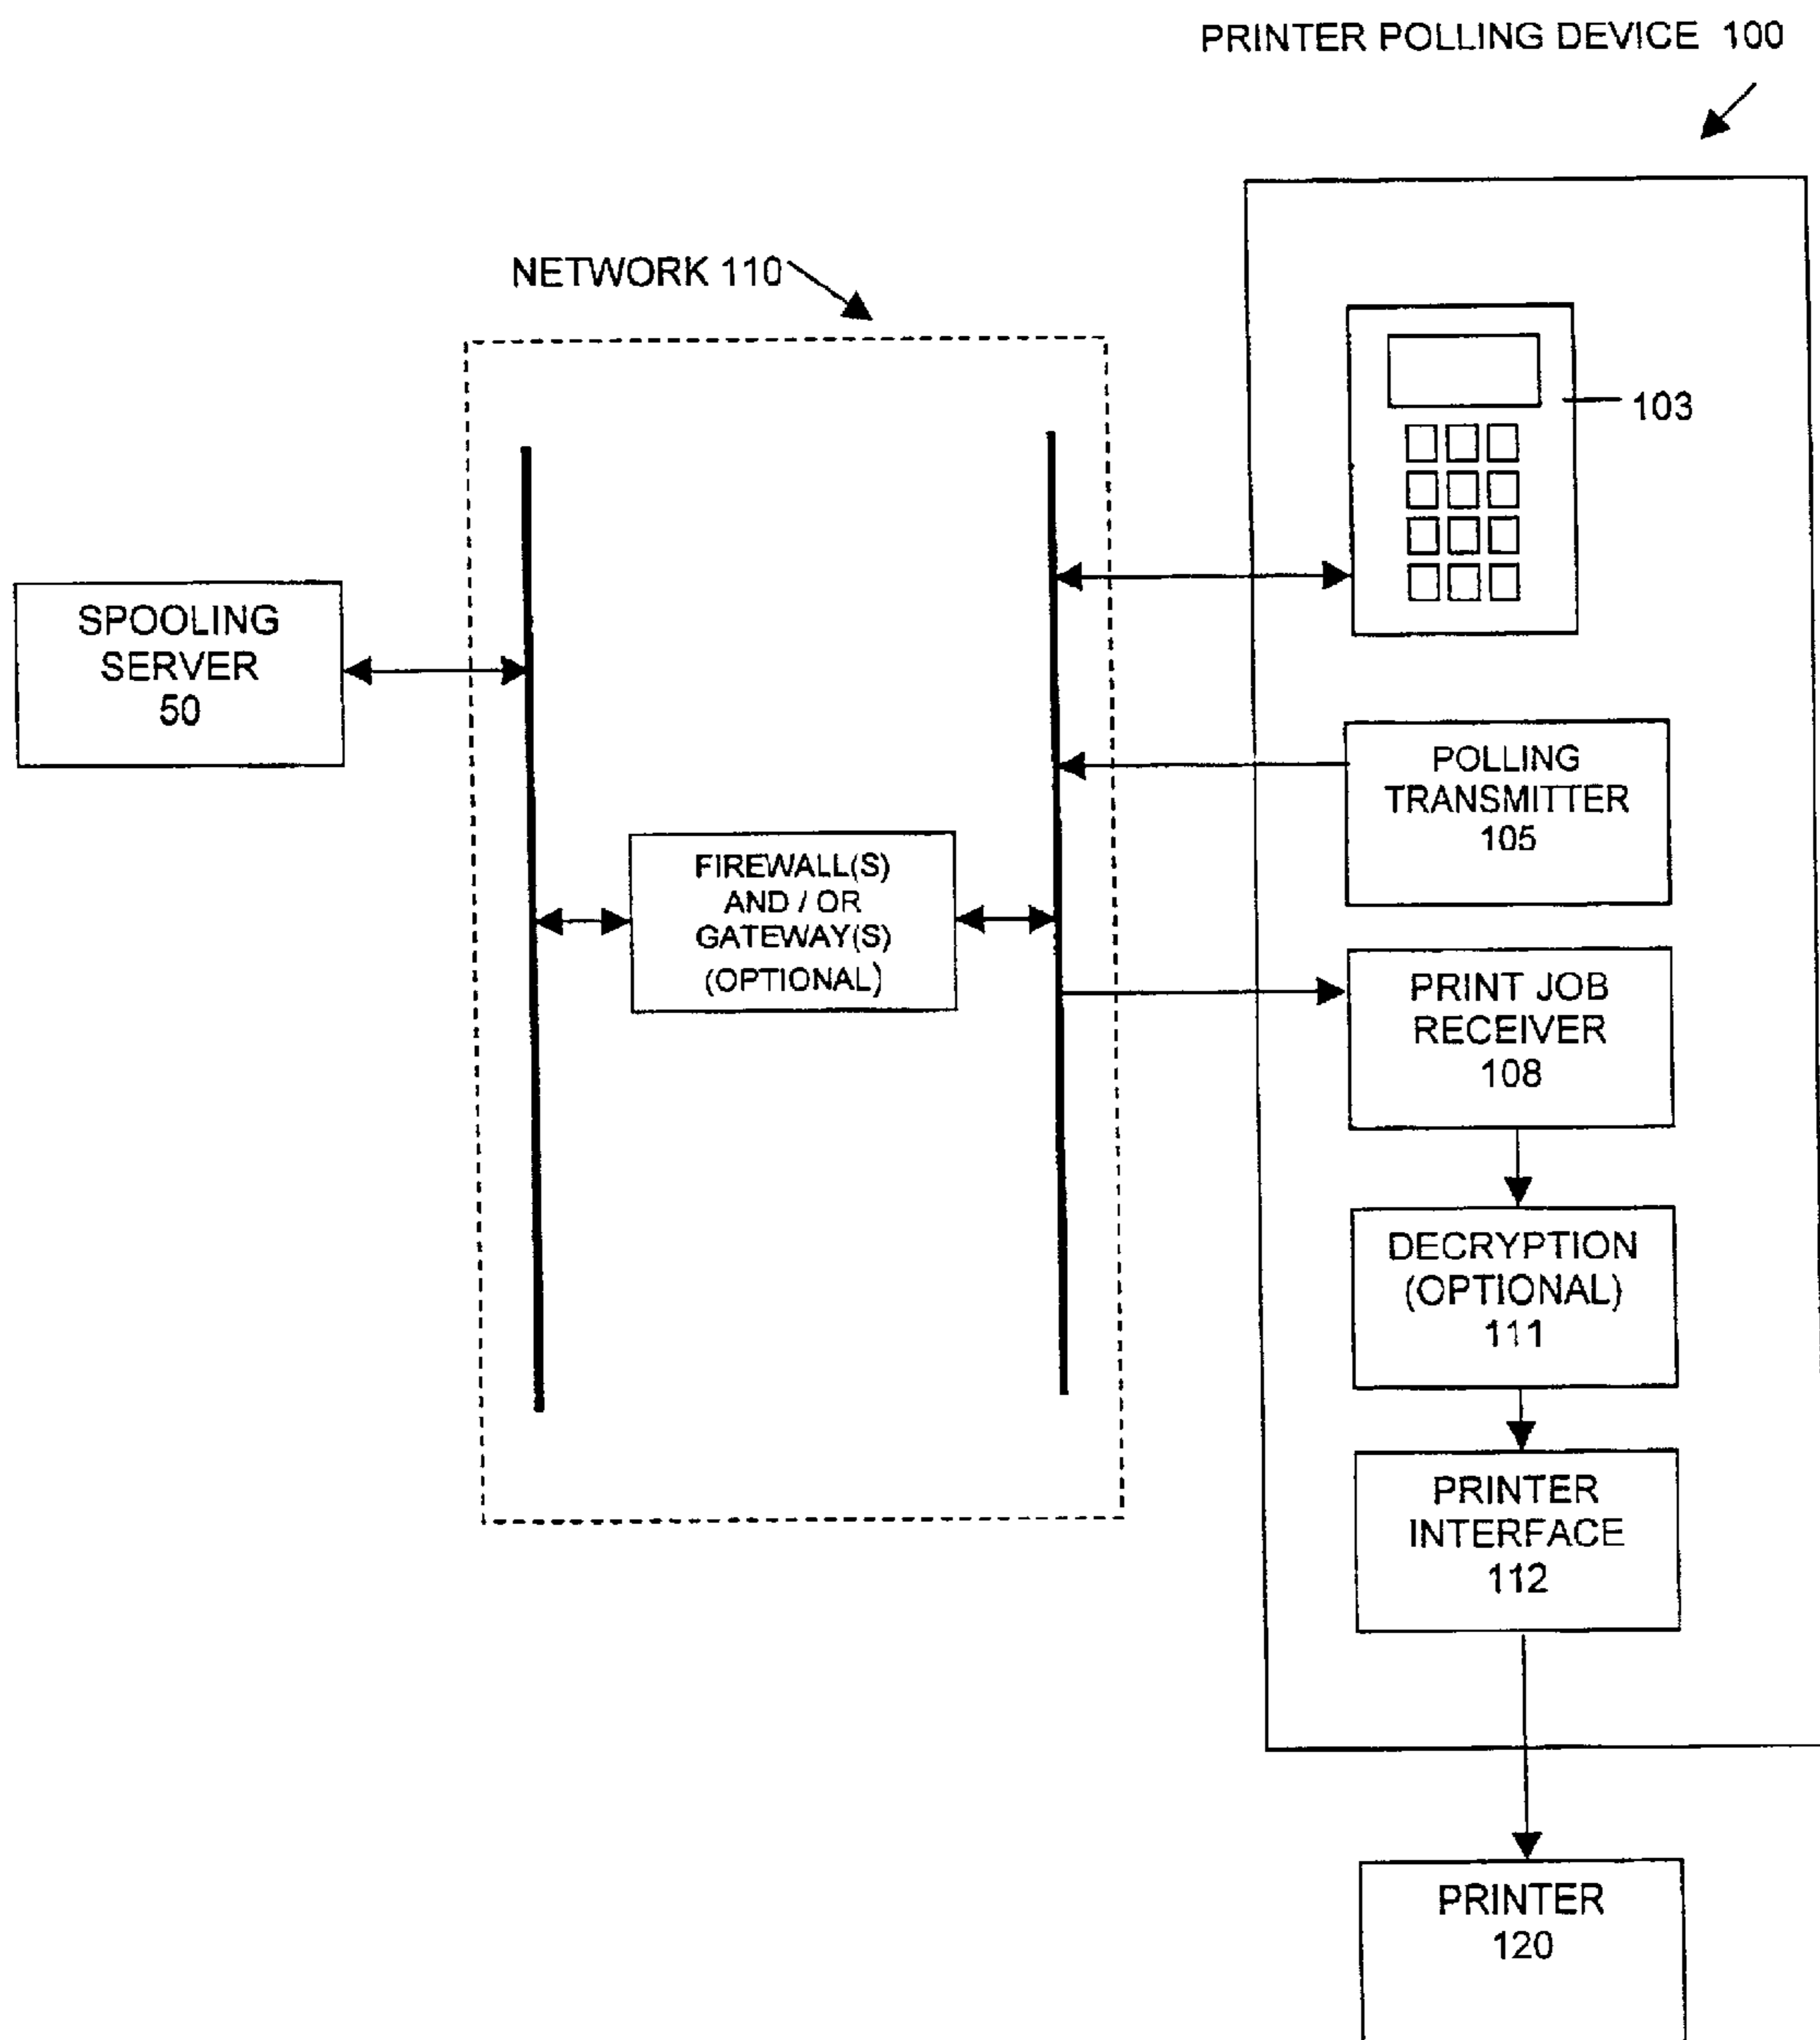 PRINTER POLLING DEVICE 100
NETWORK 110
103
SPOOLING
SERVER
50
POLLING
TRANSMITTER
105
FIREWALL(S)
AND / OR
GATEWAY(S)
(OPTIONAL)
PRINT JOB
RECEIVER
108
DECRYPTION
(OPTIONAL)
111
PRINTER
INTERFACE
112
PRINTER
120